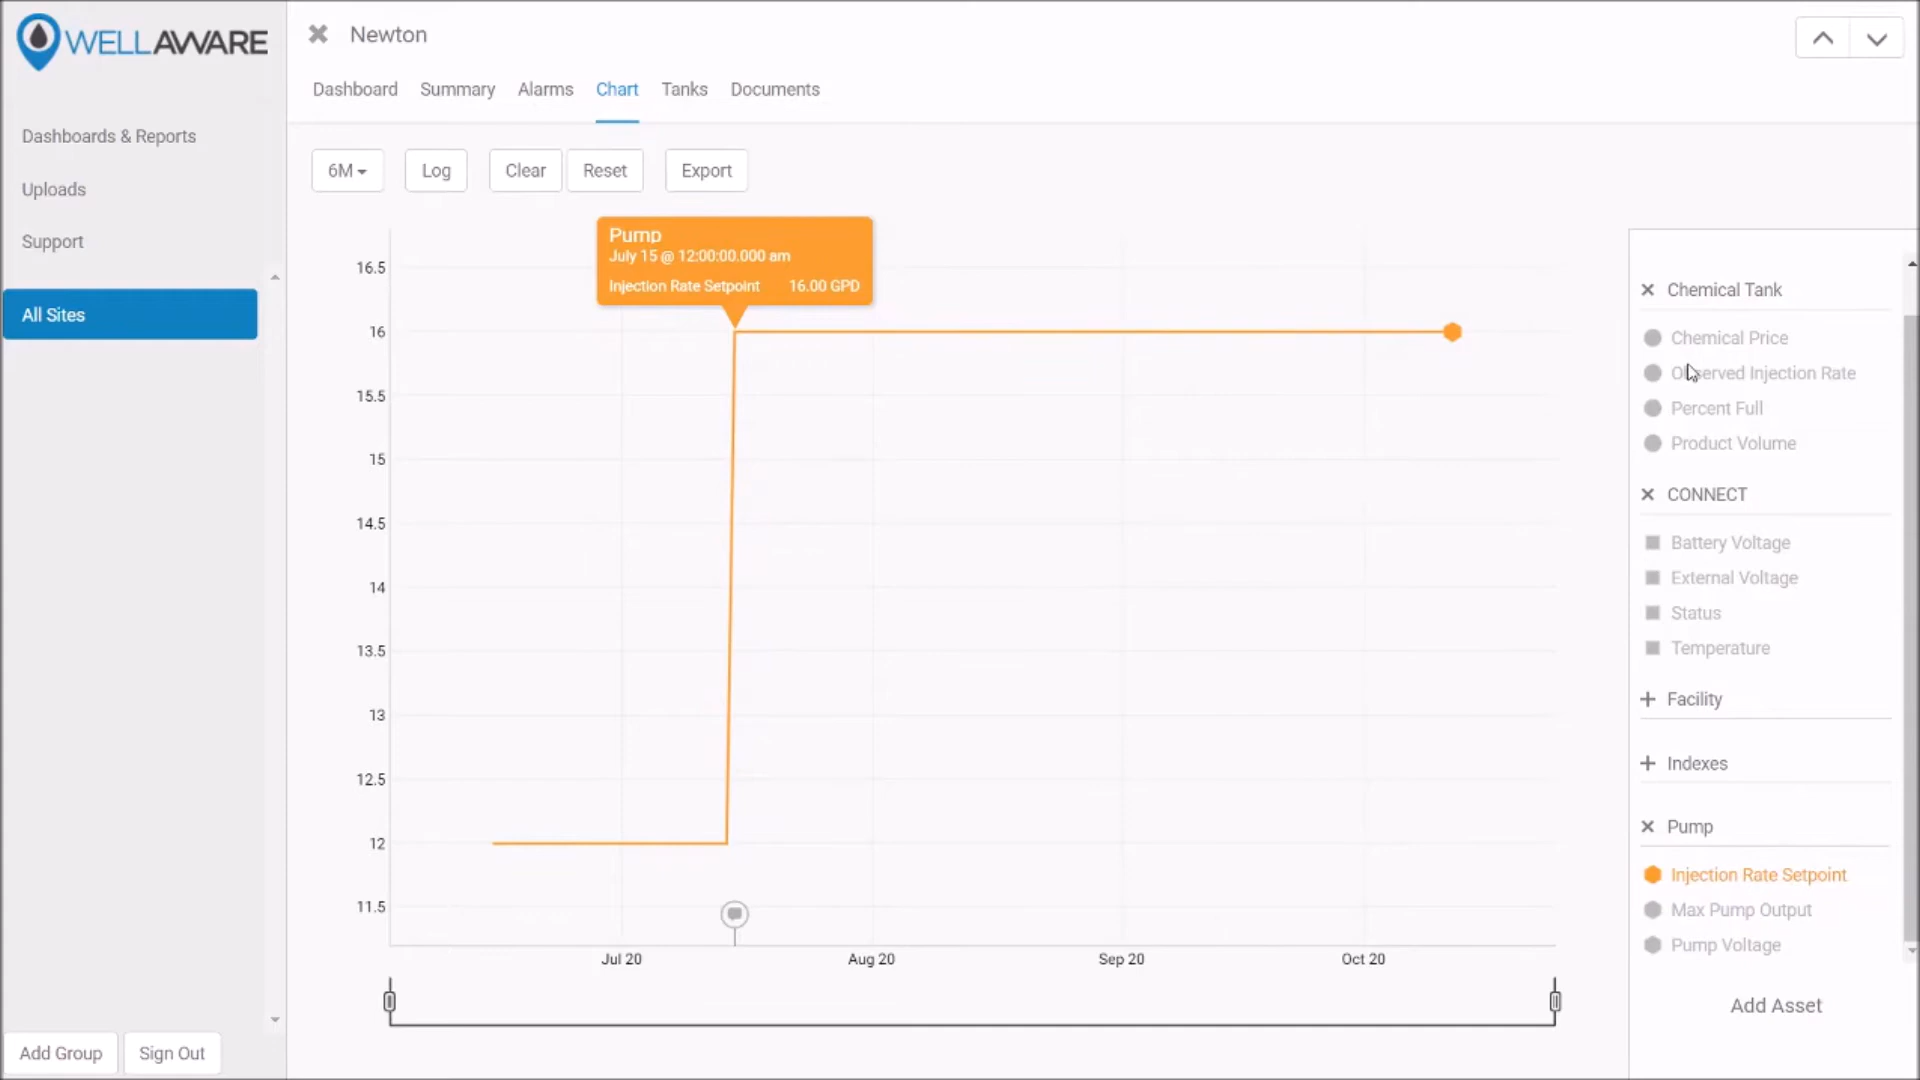 WELLAWARE
Newton
Dashboard Summary Alarms Chart Tanks Documents
Dashboards & Reports
Uploads
Support
All Sites
Add Group Sign Out
6M Log Clear Reset Export
Pump
July 15 @ 12:00:00.000 am
Injection Rate Setpoint 16.00 GPD
16.5
16
15.5
15
14.5
14
13.5
13
12.5
12
11.5
Jul 20 Aug 20 Sep 20 Oct 20
Chemical Tank
Chemical Price
Observed Injection Rate
Percent Full
Product Volume
CONNECT
Battery Voltage
External Voltage
Status
Temperature
Facility
Indexes
Pump
Injection Rate Setpoint
Max Pump Output
Pump Voltage
Add Asset